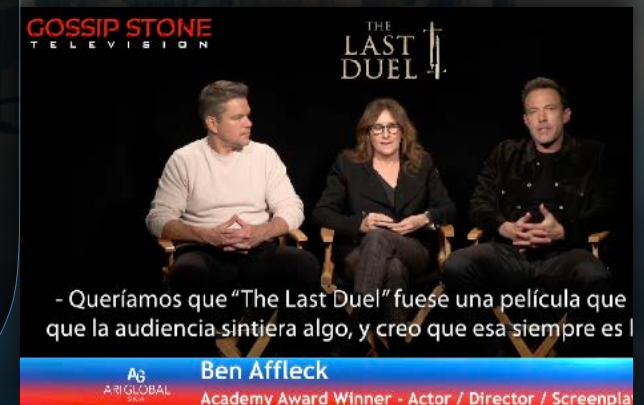 GOSSIP STONE
TELEVISION
THE
LAST
DUEL
- Queríamos que “The Last Duel” fuese una película que
que la audiencia sintiera algo, y creo que esa siempre es l
AG
ARIGLOBAL
Ben Affleck
Academy Award Winner - Actor / Director / Screenplay